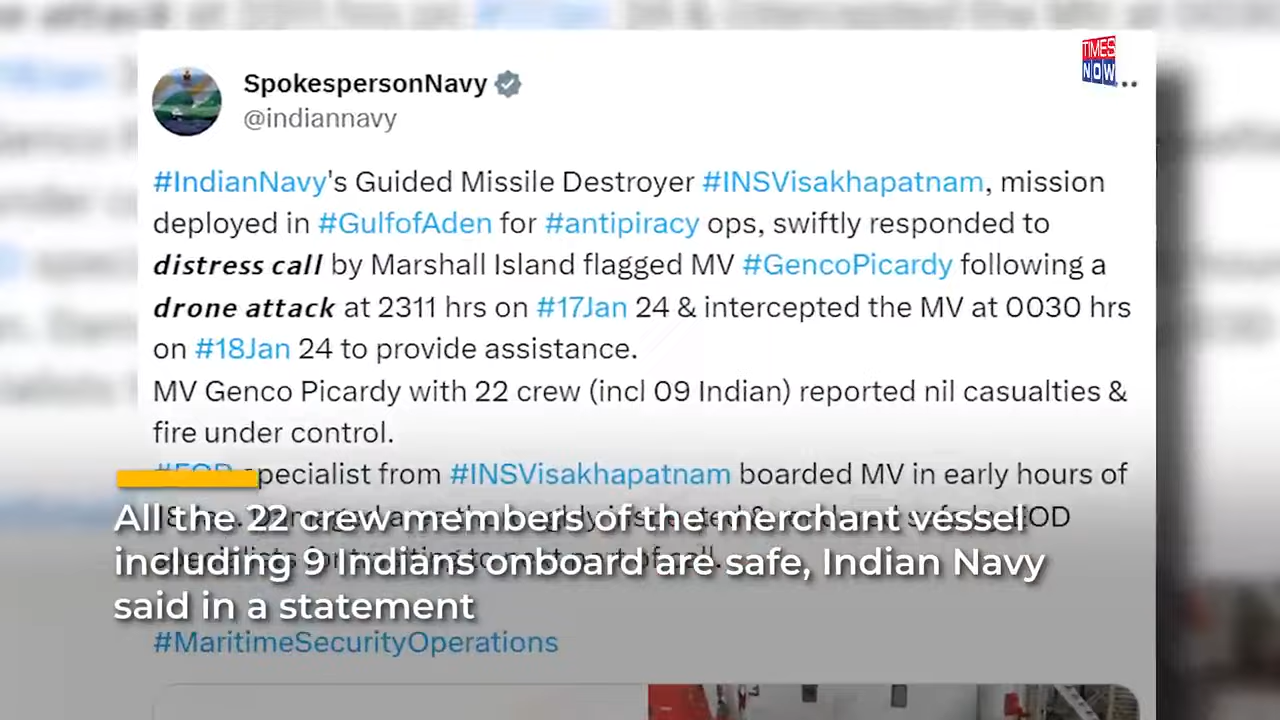 TIMES
NOW
SpokespersonNavy
@indiannavy
#IndianNavy's Guided Missile Destroyer #INSVisakhapatnam, mission
deployed in #GulfofAden for #antipiracy ops, swiftly responded to
distress call by Marshall Island flagged MV #GencoPicardy following a
drone attack at 2311 hrs on #17Jan 24 & intercepted the MV at 0030 hrs
on #18Jan 24 to provide assistance.
MV Genco Picardy with 22 crew (incl 09 Indian) reported nil casualties &
fire under control.
#EOD specialist from #INSVisakhapatnam boarded MV in early hours of
EOD
All the 22 crew members of the merchant vessel
including 9 Indians onboard are safe, Indian Navy
said in a statement
#MaritimeSecurityOperations